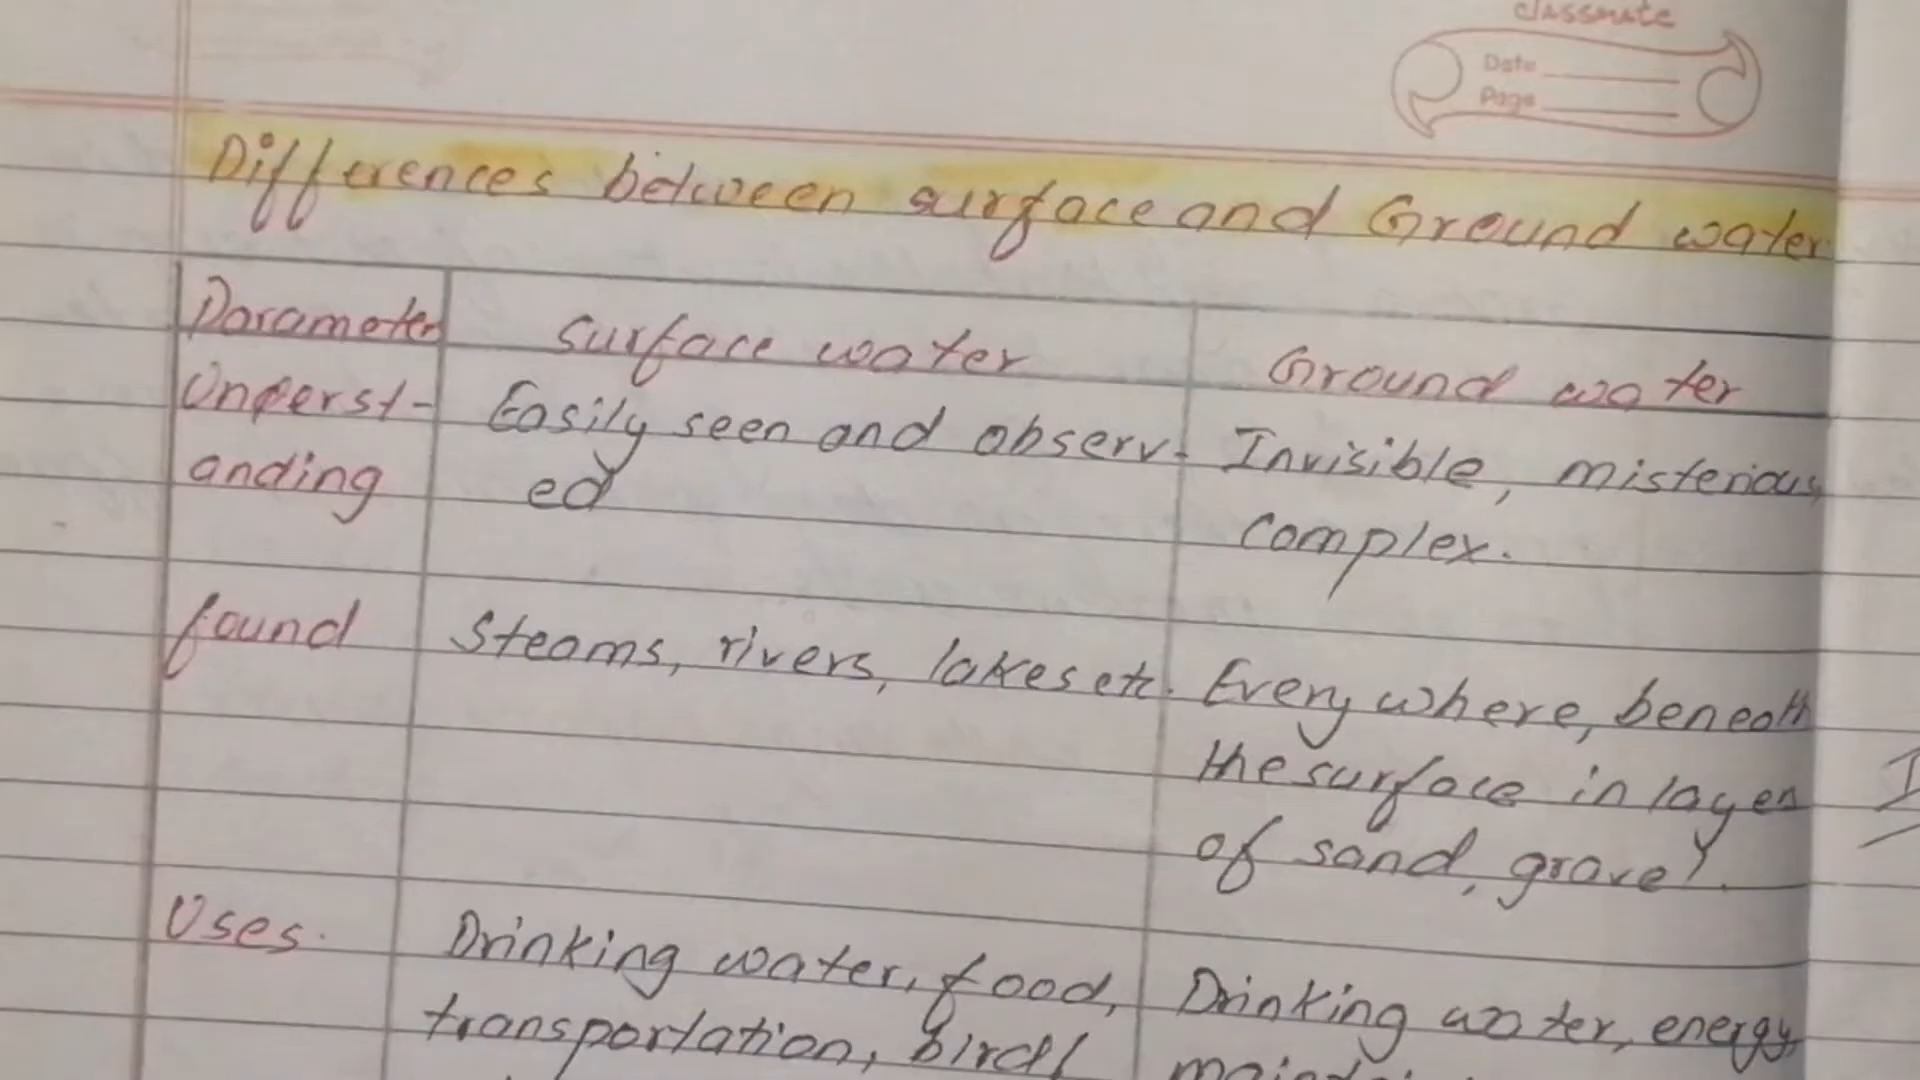 classmate
Date
Page
Differences between surface and Ground water
Parameter surface water Ground water
Underst- Easily seen and observ- Invisible, misterious,
anding ed complex.
found Steams, rivers, lakes etc. Every where, beneath
the surface in layers
of sand, gravel.
Uses. Drinking water, food, Drinking water, energy,
transportation,